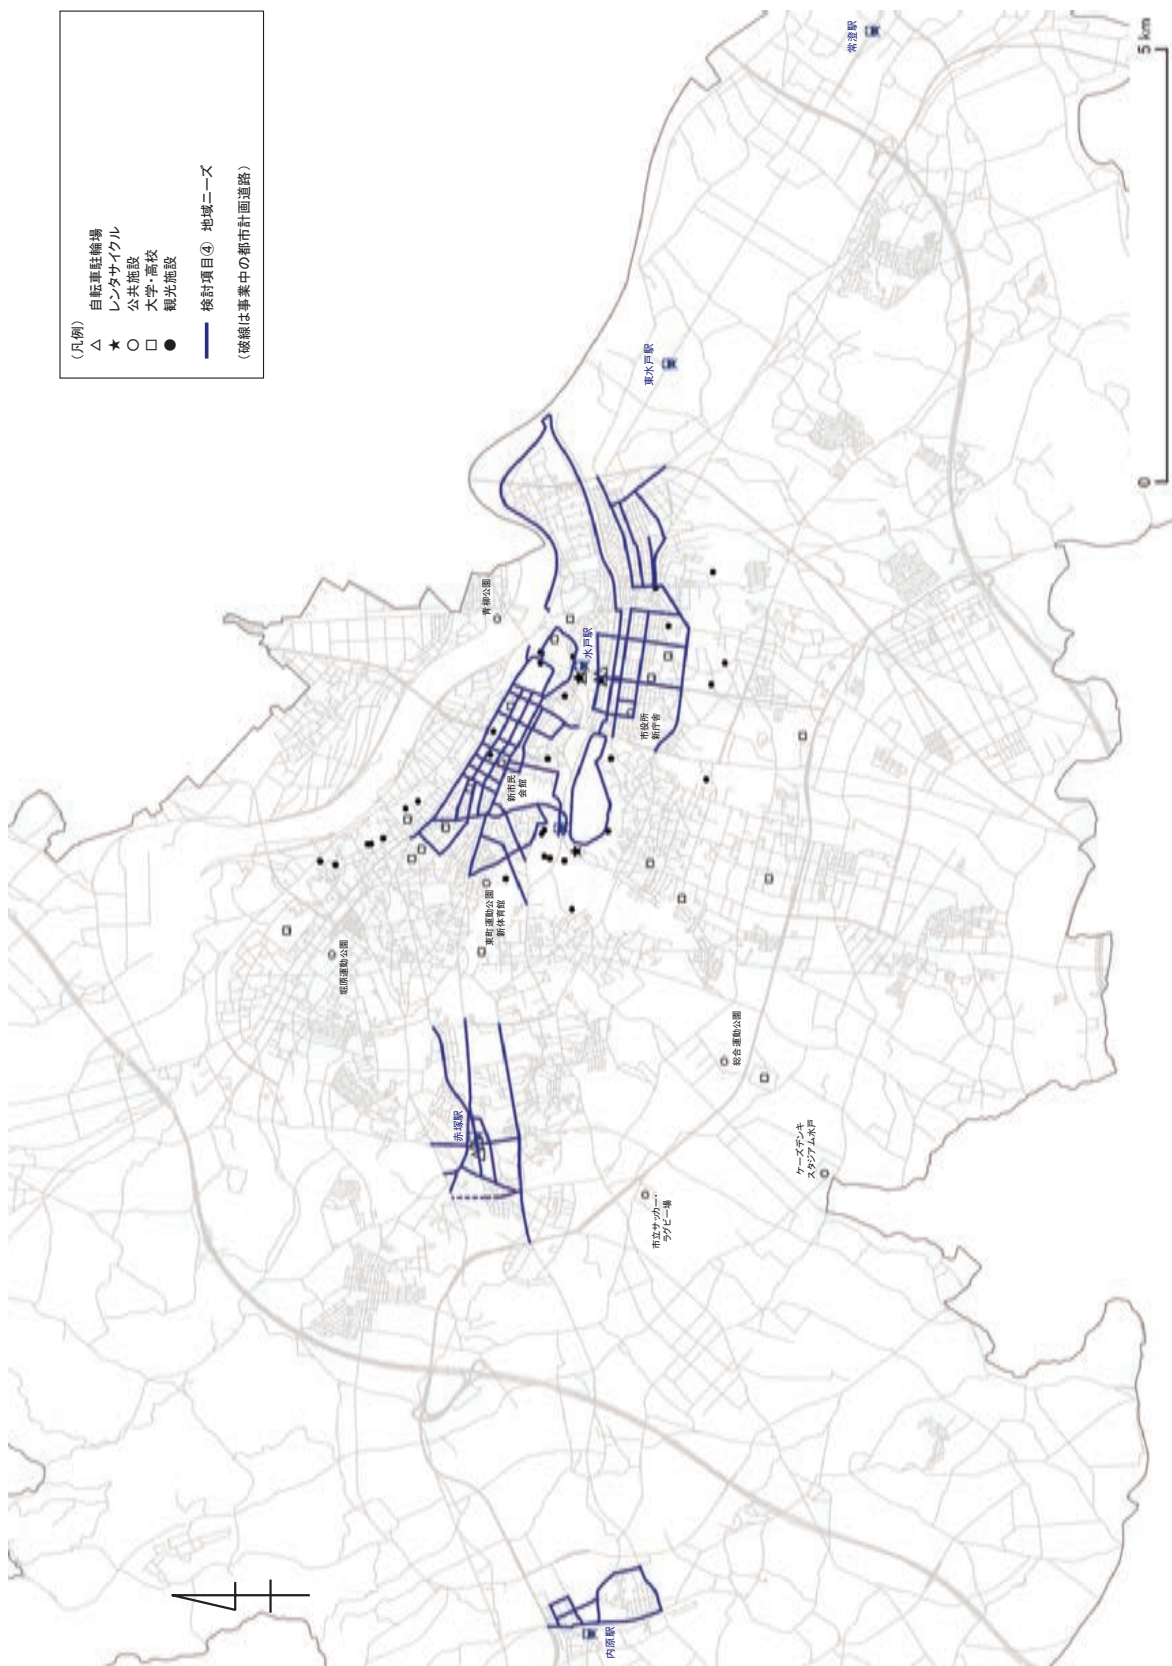 (凡例)
△ 自転車駐輪場
★ レンタサイクル
○ 公共施設
□ 大学・高校
● 観光施設
検討項目④ 地域ニーズ
(破線は事業中の都市計画道路)
常澄駅
東水戸駅
青柳公園
水戸駅
市役所
新庁舎
新市民
会館
東町運動公園
新体育館
堀原運動公園
総合運動公園
赤塚駅
ケーズデンキ
スタジアム水戸
市立サッカー・
ラグビー場
内原駅
0
5 km